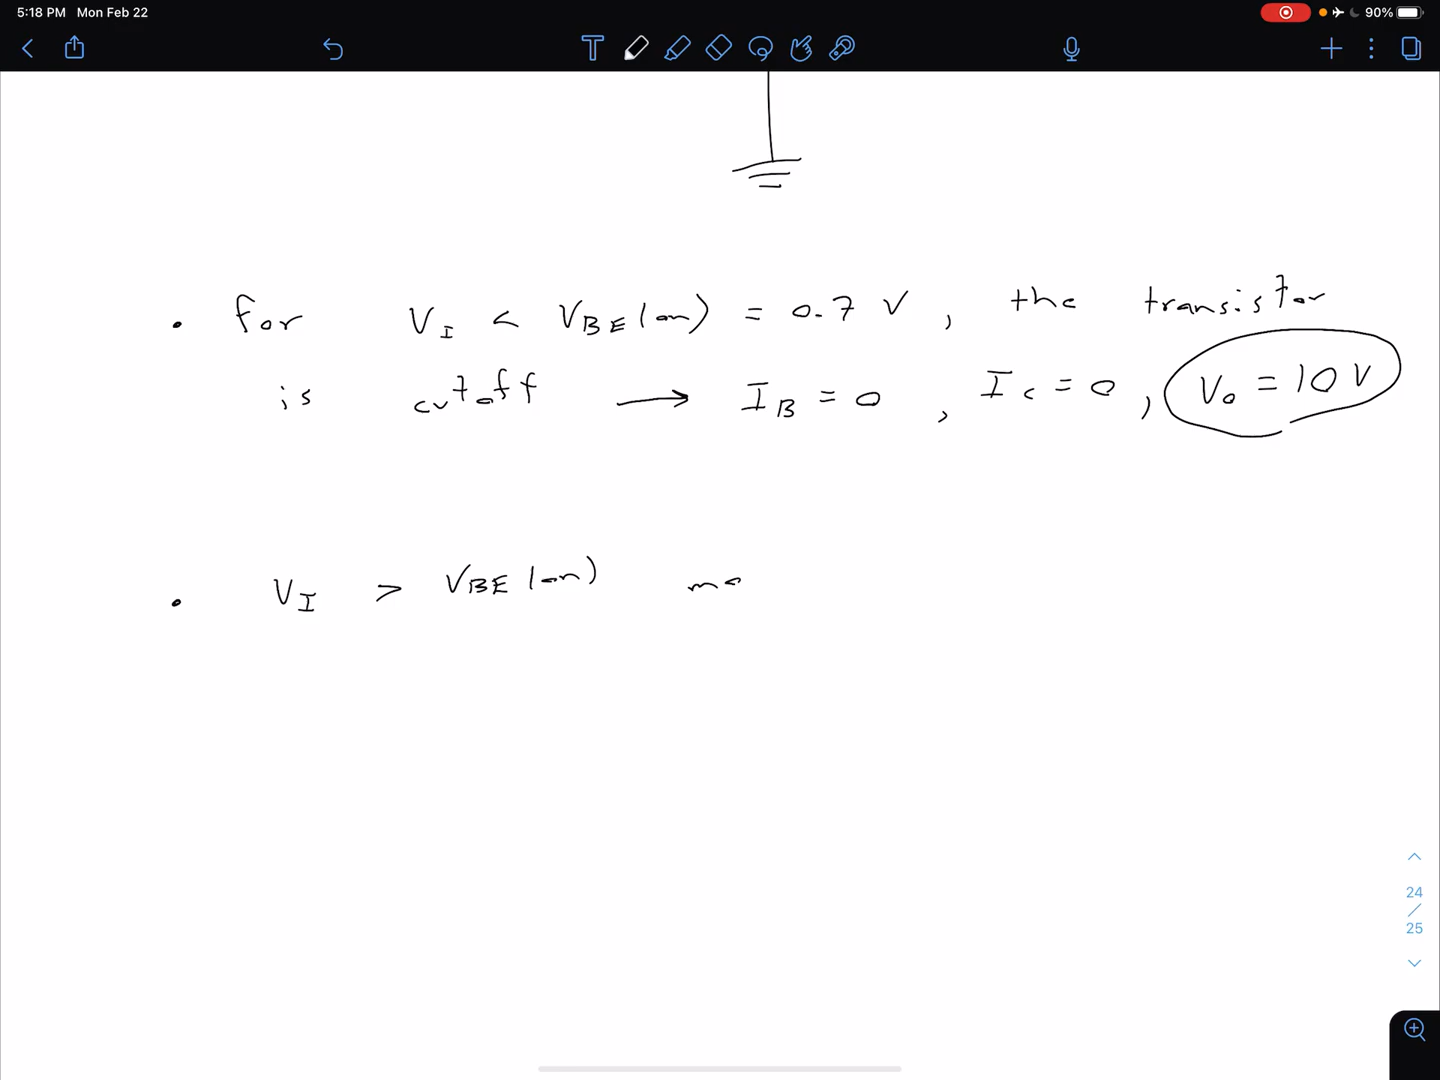 5:18 PM Mon Feb 22 90%
T
• for V_I < V_BE(on) = 0.7 V, the transistor
is cutoff → I_B = 0, I_C = 0, V_o = 10 V
• V_I > V_BE(on)
24
/
25